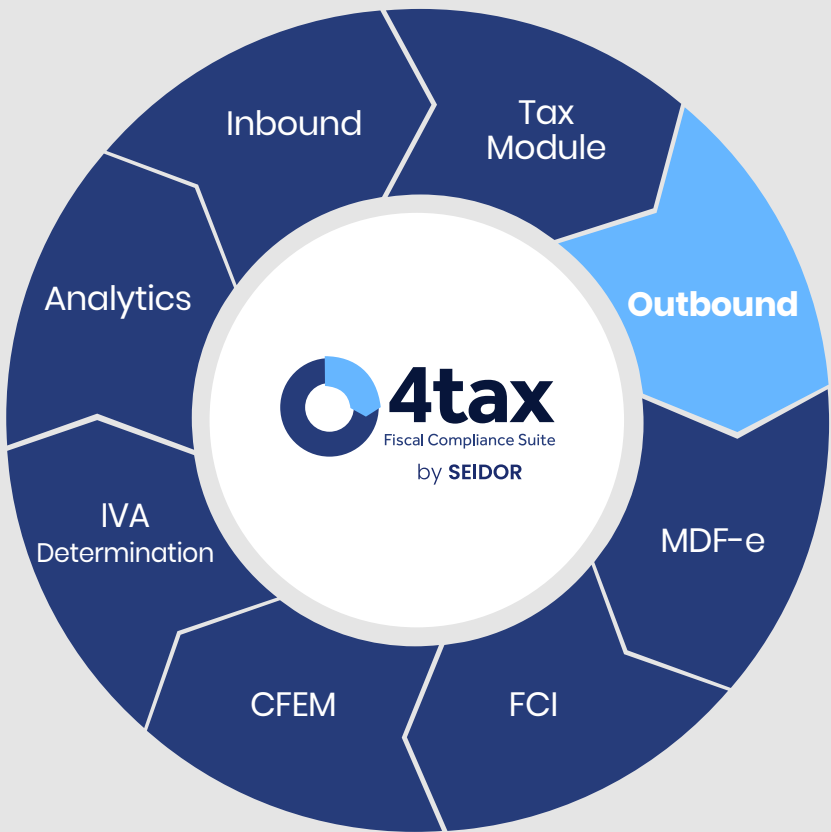 Inbound
Tax
Module
Outbound
Analytics
4tax
Fiscal Compliance Suite
by SEIDOR
IVA
Determination
MDF-e
CFEM
FCI